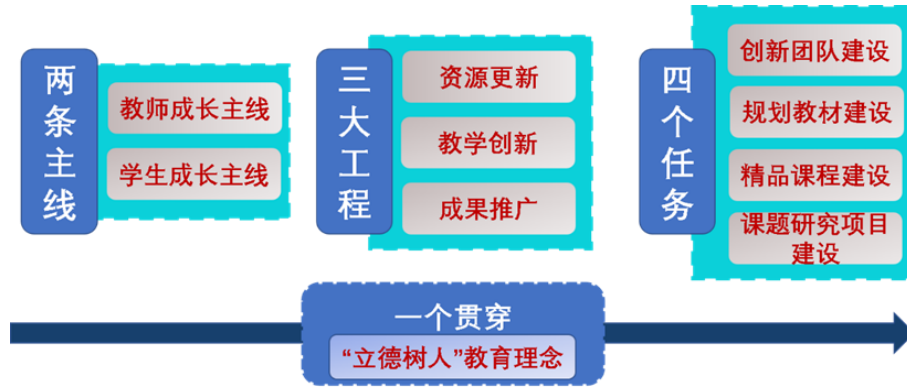 两条主线
教师成长主线
学生成长主线
三大工程
资源更新
教学创新
成果推广
四个任务
创新团队建设
规划教材建设
精品课程建设
课题研究项目
建设
一个贯穿
“立德树人”教育理念